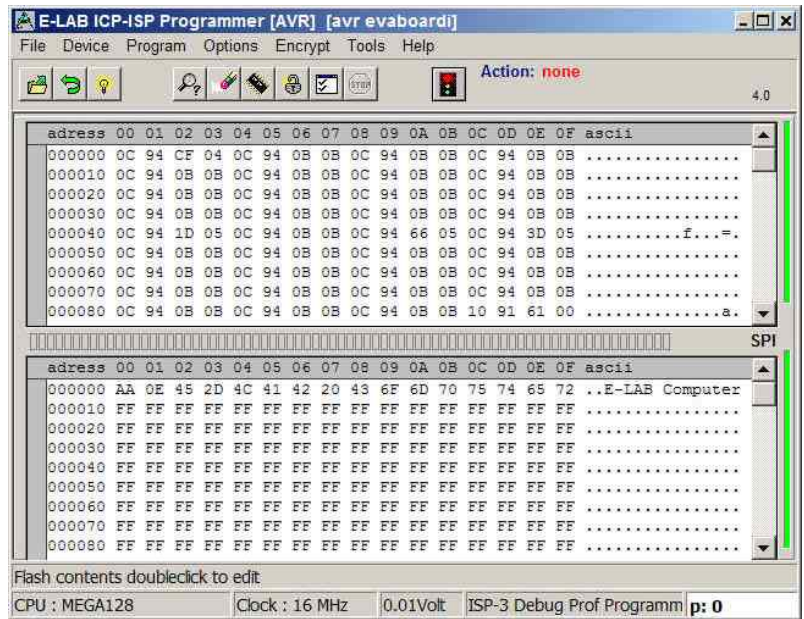 E-LAB ICP-ISP Programmer [AVR] [avr evaboardi]
File Device Program Options Encrypt Tools Help
STOP
Action: none
4.0
adress 00 01 02 03 04 05 06 07 08 09 0A 0B 0C 0D 0E 0F ascii
000000 0C 94 CF 04 0C 94 0B 0B 0C 94 0B 0B 0C 94 0B 0B ................
000010 0C 94 0B 0B 0C 94 0B 0B 0C 94 0B 0B 0C 94 0B 0B ................
000020 0C 94 0B 0B 0C 94 0B 0B 0C 94 0B 0B 0C 94 0B 0B ................
000030 0C 94 0B 0B 0C 94 0B 0B 0C 94 0B 0B 0C 94 0B 0B ................
000040 0C 94 1D 05 0C 94 0B 0B 0C 94 66 05 0C 94 3D 05 ..........f...=.
000050 0C 94 0B 0B 0C 94 0B 0B 0C 94 0B 0B 0C 94 0B 0B ................
000060 0C 94 0B 0B 0C 94 0B 0B 0C 94 0B 0B 0C 94 0B 0B ................
000070 0C 94 0B 0B 0C 94 0B 0B 0C 94 0B 0B 0C 94 0B 0B ................
000080 0C 94 0B 0B 0C 94 0B 0B 0C 94 0B 0B 10 91 61 00 ..............a.
SPI
adress 00 01 02 03 04 05 06 07 08 09 0A 0B 0C 0D 0E 0F ascii
000000 AA 0E 45 2D 4C 41 42 20 43 6F 6D 70 75 74 65 72 ..E-LAB Computer
000010 FF FF FF FF FF FF FF FF FF FF FF FF FF FF FF FF ................
000020 FF FF FF FF FF FF FF FF FF FF FF FF FF FF FF FF ................
000030 FF FF FF FF FF FF FF FF FF FF FF FF FF FF FF FF ................
000040 FF FF FF FF FF FF FF FF FF FF FF FF FF FF FF FF ................
000050 FF FF FF FF FF FF FF FF FF FF FF FF FF FF FF FF ................
000060 FF FF FF FF FF FF FF FF FF FF FF FF FF FF FF FF ................
000070 FF FF FF FF FF FF FF FF FF FF FF FF FF FF FF FF ................
000080 FF FF FF FF FF FF FF FF FF FF FF FF FF FF FF FF ................
Flash contents doubleclick to edit
CPU : MEGA128 Clock : 16 MHz 0.01Volt ISP-3 Debug Prof Programm p: 0